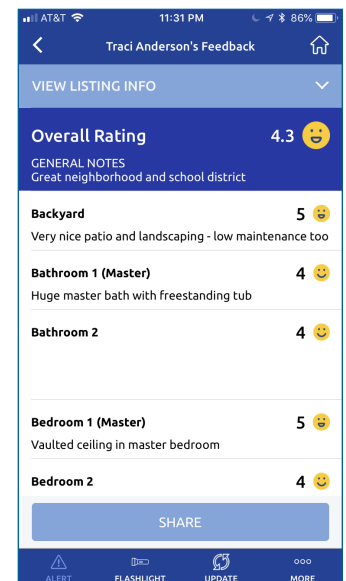 AT&T
11:31 PM
86%
Traci Anderson's Feedback
VIEW LISTING INFO
Overall Rating
4.3
GENERAL NOTES
Great neighborhood and school district
Backyard
5
Very nice patio and landscaping - low maintenance too
Bathroom 1 (Master)
4
Huge master bath with freestanding tub
Bathroom 2
4
Bedroom 1 (Master)
5
Vaulted ceiling in master bedroom
Bedroom 2
4
SHARE
ALERT
FLASHLIGHT
UPDATE
MORE